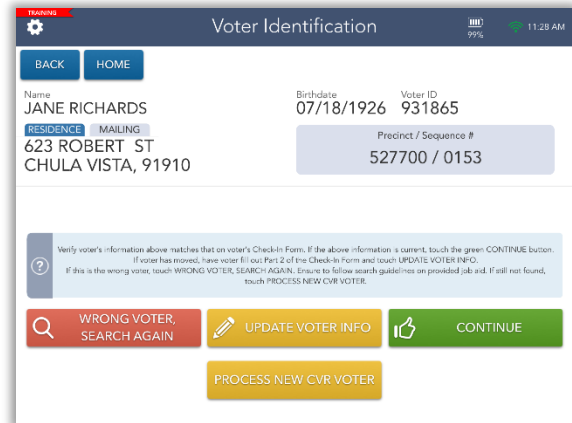 TRAINING
Voter Identification
99%
11:28 AM
BACK
HOME
Name
JANE RICHARDS
Birthdate
07/18/1926
Voter ID
931865
RESIDENCE
MAILING
623 ROBERT ST
CHULA VISTA, 91910
Precinct / Sequence #
527700 / 0153
?
Verify voter's information above matches that on voter's Check-In Form. If the above information is current, touch the green CONTINUE button.
If voter has moved, have voter fill out Part 2 of the Check-In Form and touch UPDATE VOTER INFO.
If this is the wrong voter, touch WRONG VOTER, SEARCH AGAIN. Ensure to follow search guidelines on provided job aid. If still not found,
touch PROCESS NEW CVR VOTER.
WRONG VOTER,
SEARCH AGAIN
UPDATE VOTER INFO
CONTINUE
PROCESS NEW CVR VOTER